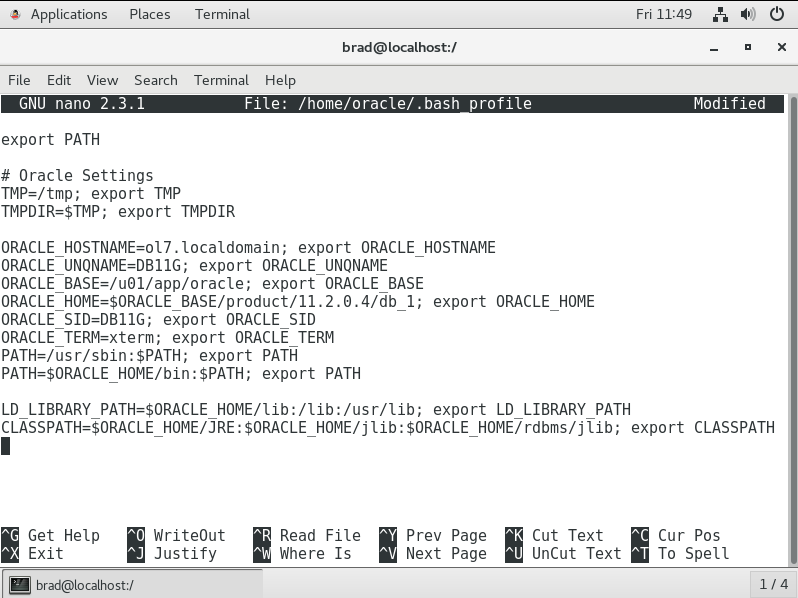 Applications Places Terminal Fri 11:49
brad@localhost:/
File Edit View Search Terminal Help
GNU nano 2.3.1 File: /home/oracle/.bash_profile Modified
export PATH
# Oracle Settings
TMP=/tmp; export TMP
TMPDIR=$TMP; export TMPDIR
ORACLE_HOSTNAME=ol7.localdomain; export ORACLE_HOSTNAME
ORACLE_UNQNAME=DB11G; export ORACLE_UNQNAME
ORACLE_BASE=/u01/app/oracle; export ORACLE_BASE
ORACLE_HOME=$ORACLE_BASE/product/11.2.0.4/db_1; export ORACLE_HOME
ORACLE_SID=DB11G; export ORACLE_SID
ORACLE_TERM=xterm; export ORACLE_TERM
PATH=/usr/sbin:$PATH; export PATH
PATH=$ORACLE_HOME/bin:$PATH; export PATH
LD_LIBRARY_PATH=$ORACLE_HOME/lib:/lib:/usr/lib; export LD_LIBRARY_PATH
CLASSPATH=$ORACLE_HOME/JRE:$ORACLE_HOME/jlib:$ORACLE_HOME/rdbms/jlib; export CLASSPATH
^G Get Help ^O WriteOut ^R Read File ^Y Prev Page ^K Cut Text ^C Cur Pos
^X Exit ^J Justify ^W Where Is ^V Next Page ^U UnCut Text ^T To Spell
brad@localhost:/ 1 / 4